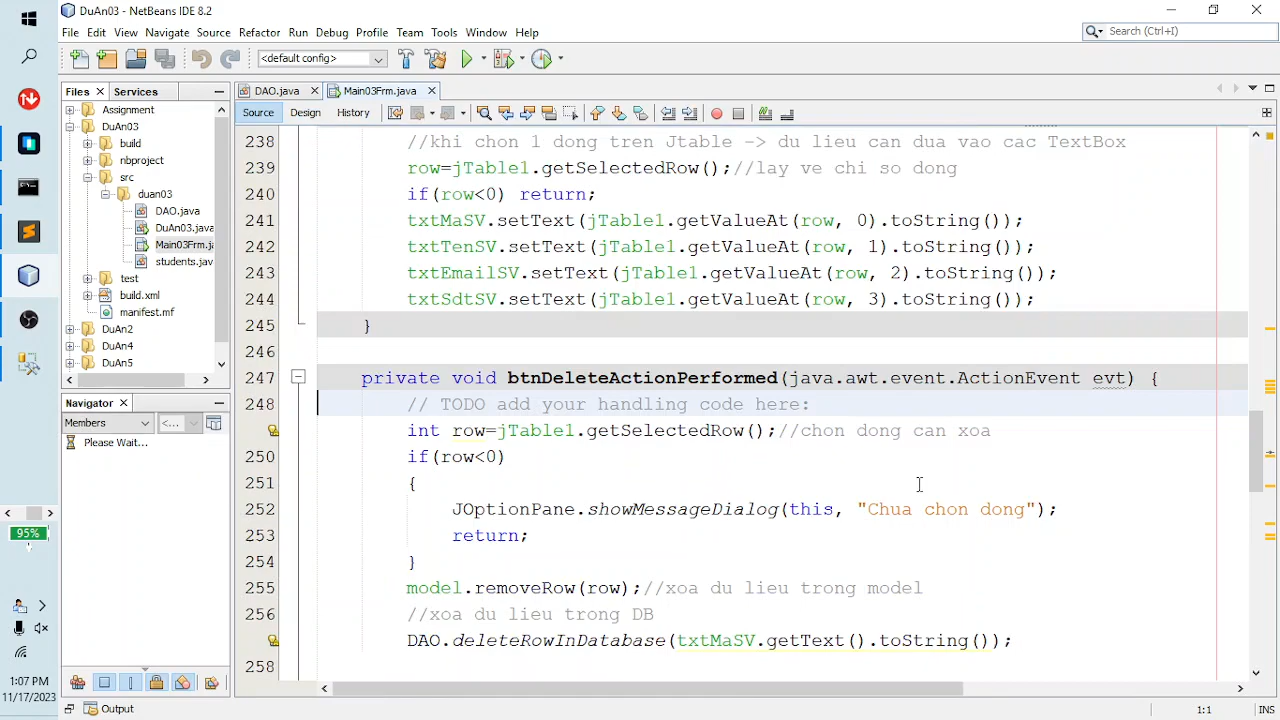 DuAn03 - NetBeans IDE 8.2
File Edit View Navigate Source Refactor Run Debug Profile Team Tools Window Help
Search (Ctrl+I)
<default config>
Files Services
DAO.java Main03Frm.java
Source Design History
Assignment
DuAn03
build
nbproject
src
duan03
DAO.java
DuAn03.java
Main03Frm.ja
students.jav
test
build.xml
manifest.mf
DuAn2
DuAn4
DuAn5
Navigator
Members <...
Please Wait...
238 //khi chon 1 dong tren Jtable -> du lieu can dua vao cac TextBox
239 row=jTable1.getSelectedRow();//lay ve chi so dong
240 if(row<0) return;
241 txtMaSV.setText(jTable1.getValueAt(row, 0).toString());
242 txtTenSV.setText(jTable1.getValueAt(row, 1).toString());
243 txtEmailSV.setText(jTable1.getValueAt(row, 2).toString());
244 txtSdtSV.setText(jTable1.getValueAt(row, 3).toString());
245 }
246
247 private void btnDeleteActionPerformed(java.awt.event.ActionEvent evt) {
248 // TODO add your handling code here:
int row=jTable1.getSelectedRow();//chon dong can xoa
250 if(row<0)
251 {
252 JOptionPane.showMessageDialog(this, "Chua chon dong");
253 return;
254 }
255 model.removeRow(row);//xoa du lieu trong model
256 //xoa du lieu trong DB
DAO.deleteRowInDatabase(txtMaSV.getText().toString());
258
95%
1:07 PM
11/17/2023
Output
1:1 INS